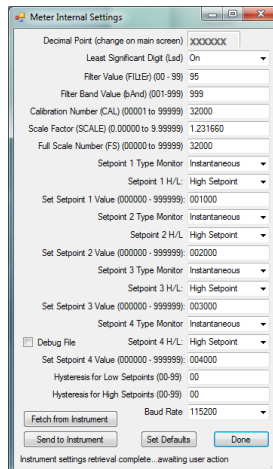 Meter Internal Settings
Decimal Point (change on main screen) XXXXXX
Least Significant Digit (Lsd) On
Filter Value (FILtEr) (00 - 99) 95
Filter Band Value (bAnd) (001-999) 999
Calibration Number (CAL) (00001 to 99999) 32000
Scale Factor (SCALE) (0.00000 to 9.99999) 1.231660
Full Scale Number (FS) (00000 to 99999) 32000
Setpoint 1 Type Monitor Instantaneous
Setpoint 1 H/L: High Setpoint
Set Setpoint 1 Value (000000 - 999999): 001000
Setpoint 2 Type Monitor Instantaneous
Setpoint 2 H/L High Setpoint
Set Setpoint 2 Value (000000 - 999999): 002000
Setpoint 3 Type Monitor Instantaneous
Setpoint 3 H/L: High Setpoint
Set Setpoint 3 Value (000000 - 999999): 003000
Setpoint 4 Type Monitor Instantaneous
Debug File Setpoint 4 H/L: High Setpoint
Set Setpoint 4 Value (000000 - 999999): 004000
Hysteresis for Low Setpoints (00-99) 00
Hysteresis for High Setpoints (00-99) 00
Fetch from Instrument Baud Rate 115200
Send to Instrument Set Defaults Done
Instrument settings retrieval complete...awaiting user action